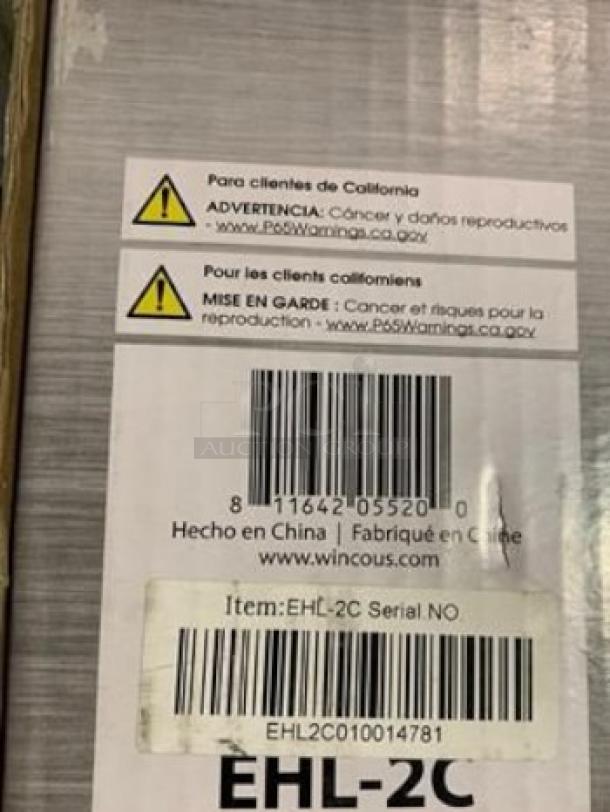 Para clientes de California
ADVERTENCIA: Cáncer y daños reproductivos
- www.P65Warnings.ca.gov
Pour les clients californiens
MISE EN GARDE : Cancer et risques pour la
reproduction - www.P65Warnings.ca.gov
AUCTION GROUP
8 11642 05520 0
Hecho en China | Fabriqué en Chine
www.wincous.com
Item:EHL-2C Serial NO
EHL2C010014781
EHL-2C